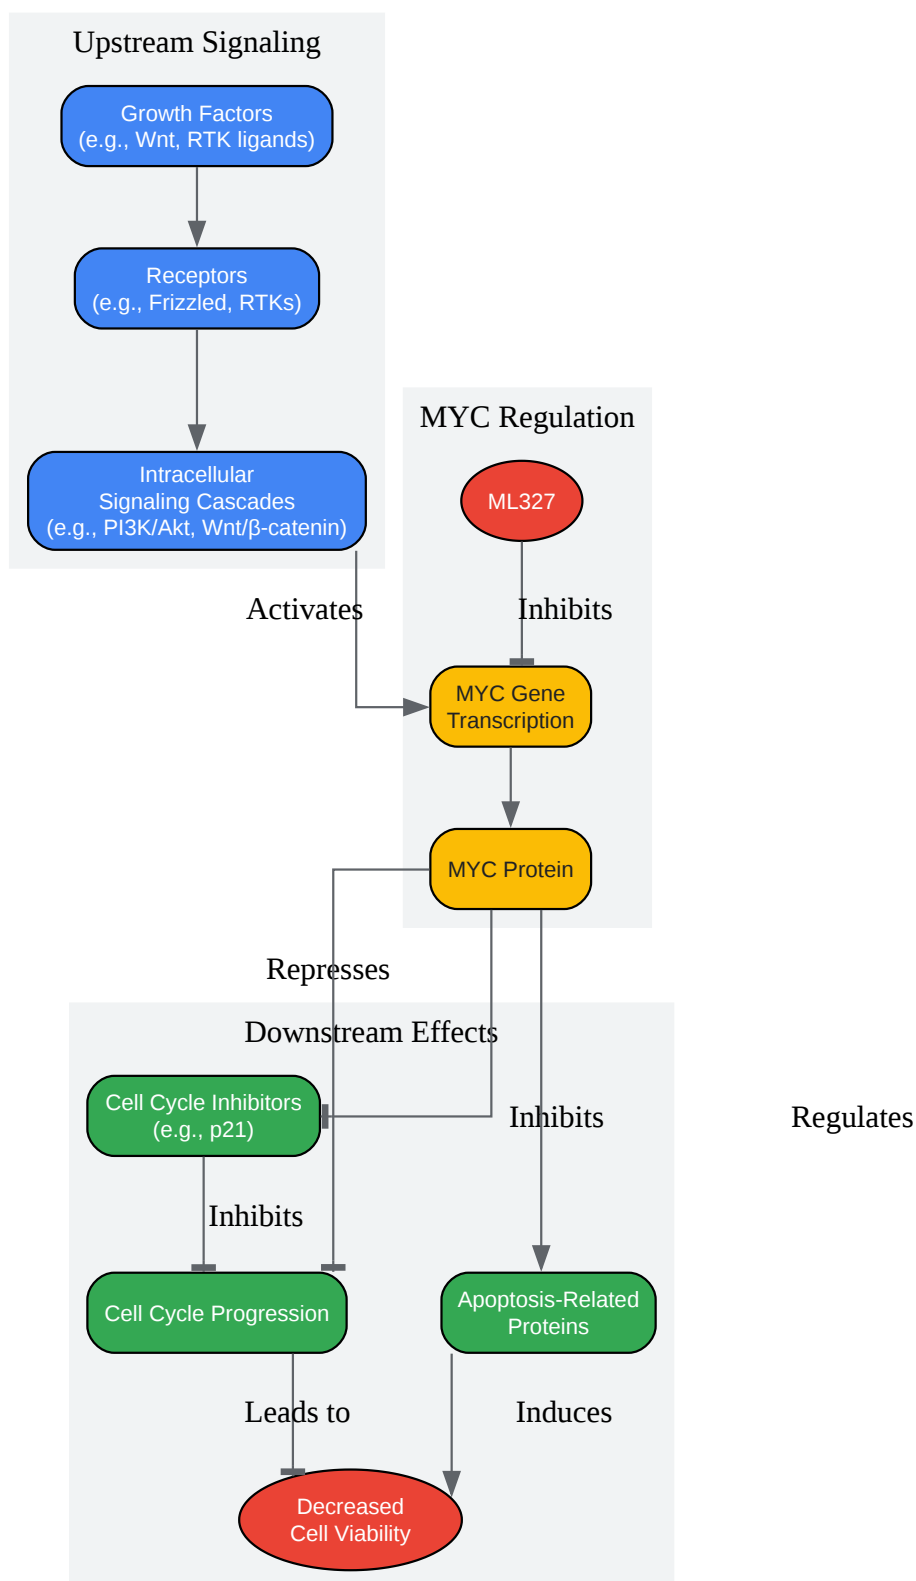 Upstream Signaling
Growth Factors
(e.g., Wnt, RTK ligands)
Receptors
(e.g., Frizzled, RTKs)
Intracellular
Signaling Cascades
(e.g., PI3K/Akt, Wnt/β-catenin)
MYC Regulation
ML327
Activates
Inhibits
MYC Gene
Transcription
MYC Protein
Represses
Downstream Effects
Cell Cycle Inhibitors
(e.g., p21)
Inhibits
Regulates
Inhibits
Cell Cycle Progression
Apoptosis-Related
Proteins
Leads to
Induces
Decreased
Cell Viability